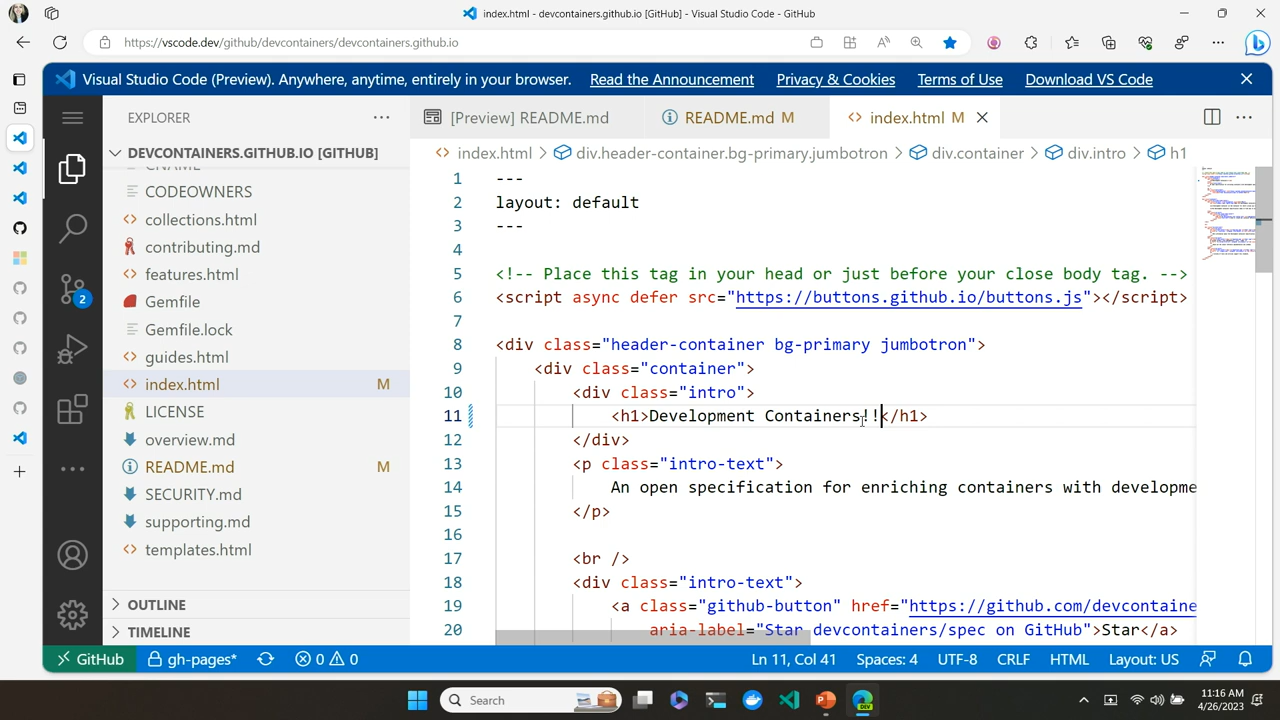 index.html - devcontainers.github.io [GitHub] - Visual Studio Code - GitHub
https://vscode.dev/github/devcontainers/devcontainers.github.io
Visual Studio Code (Preview). Anywhere, anytime, entirely in your browser. Read the Announcement Privacy & Cookies Terms of Use Download VS Code
EXPLORER
[Preview] README.md
README.md M
index.html M
DEVCONTAINERS.GITHUB.IO [GITHUB]
index.html > div.header-container.bg-primary.jumbotron > div.container > div.intro > h1
CNAME
CODEOWNERS
collections.html
contributing.md
features.html
Gemfile
Gemfile.lock
guides.html
index.html M
LICENSE
overview.md
README.md M
SECURITY.md
supporting.md
templates.html
OUTLINE
TIMELINE
2
1 ---
2 layout: default
3 ---
4
5 <!-- Place this tag in your head or just before your close body tag. -->
6 <script async defer src="https://buttons.github.io/buttons.js"></script>
7
8 <div class="header-container bg-primary jumbotron">
9 <div class="container">
10 <div class="intro">
11 <h1>Development Containers!!</h1>
12 </div>
13 <p class="intro-text">
14 An open specification for enriching containers with developme
15 </p>
16
17 <br />
18 <div class="intro-text">
19 <a class="github-button" href="https://github.com/devcontaine
20 aria-label="Star devcontainers/spec on GitHub">Star</a>
GitHub gh-pages* 0 0 Ln 11, Col 41 Spaces: 4 UTF-8 CRLF HTML Layout: US
Search
DEV
11:16 AM
4/26/2023